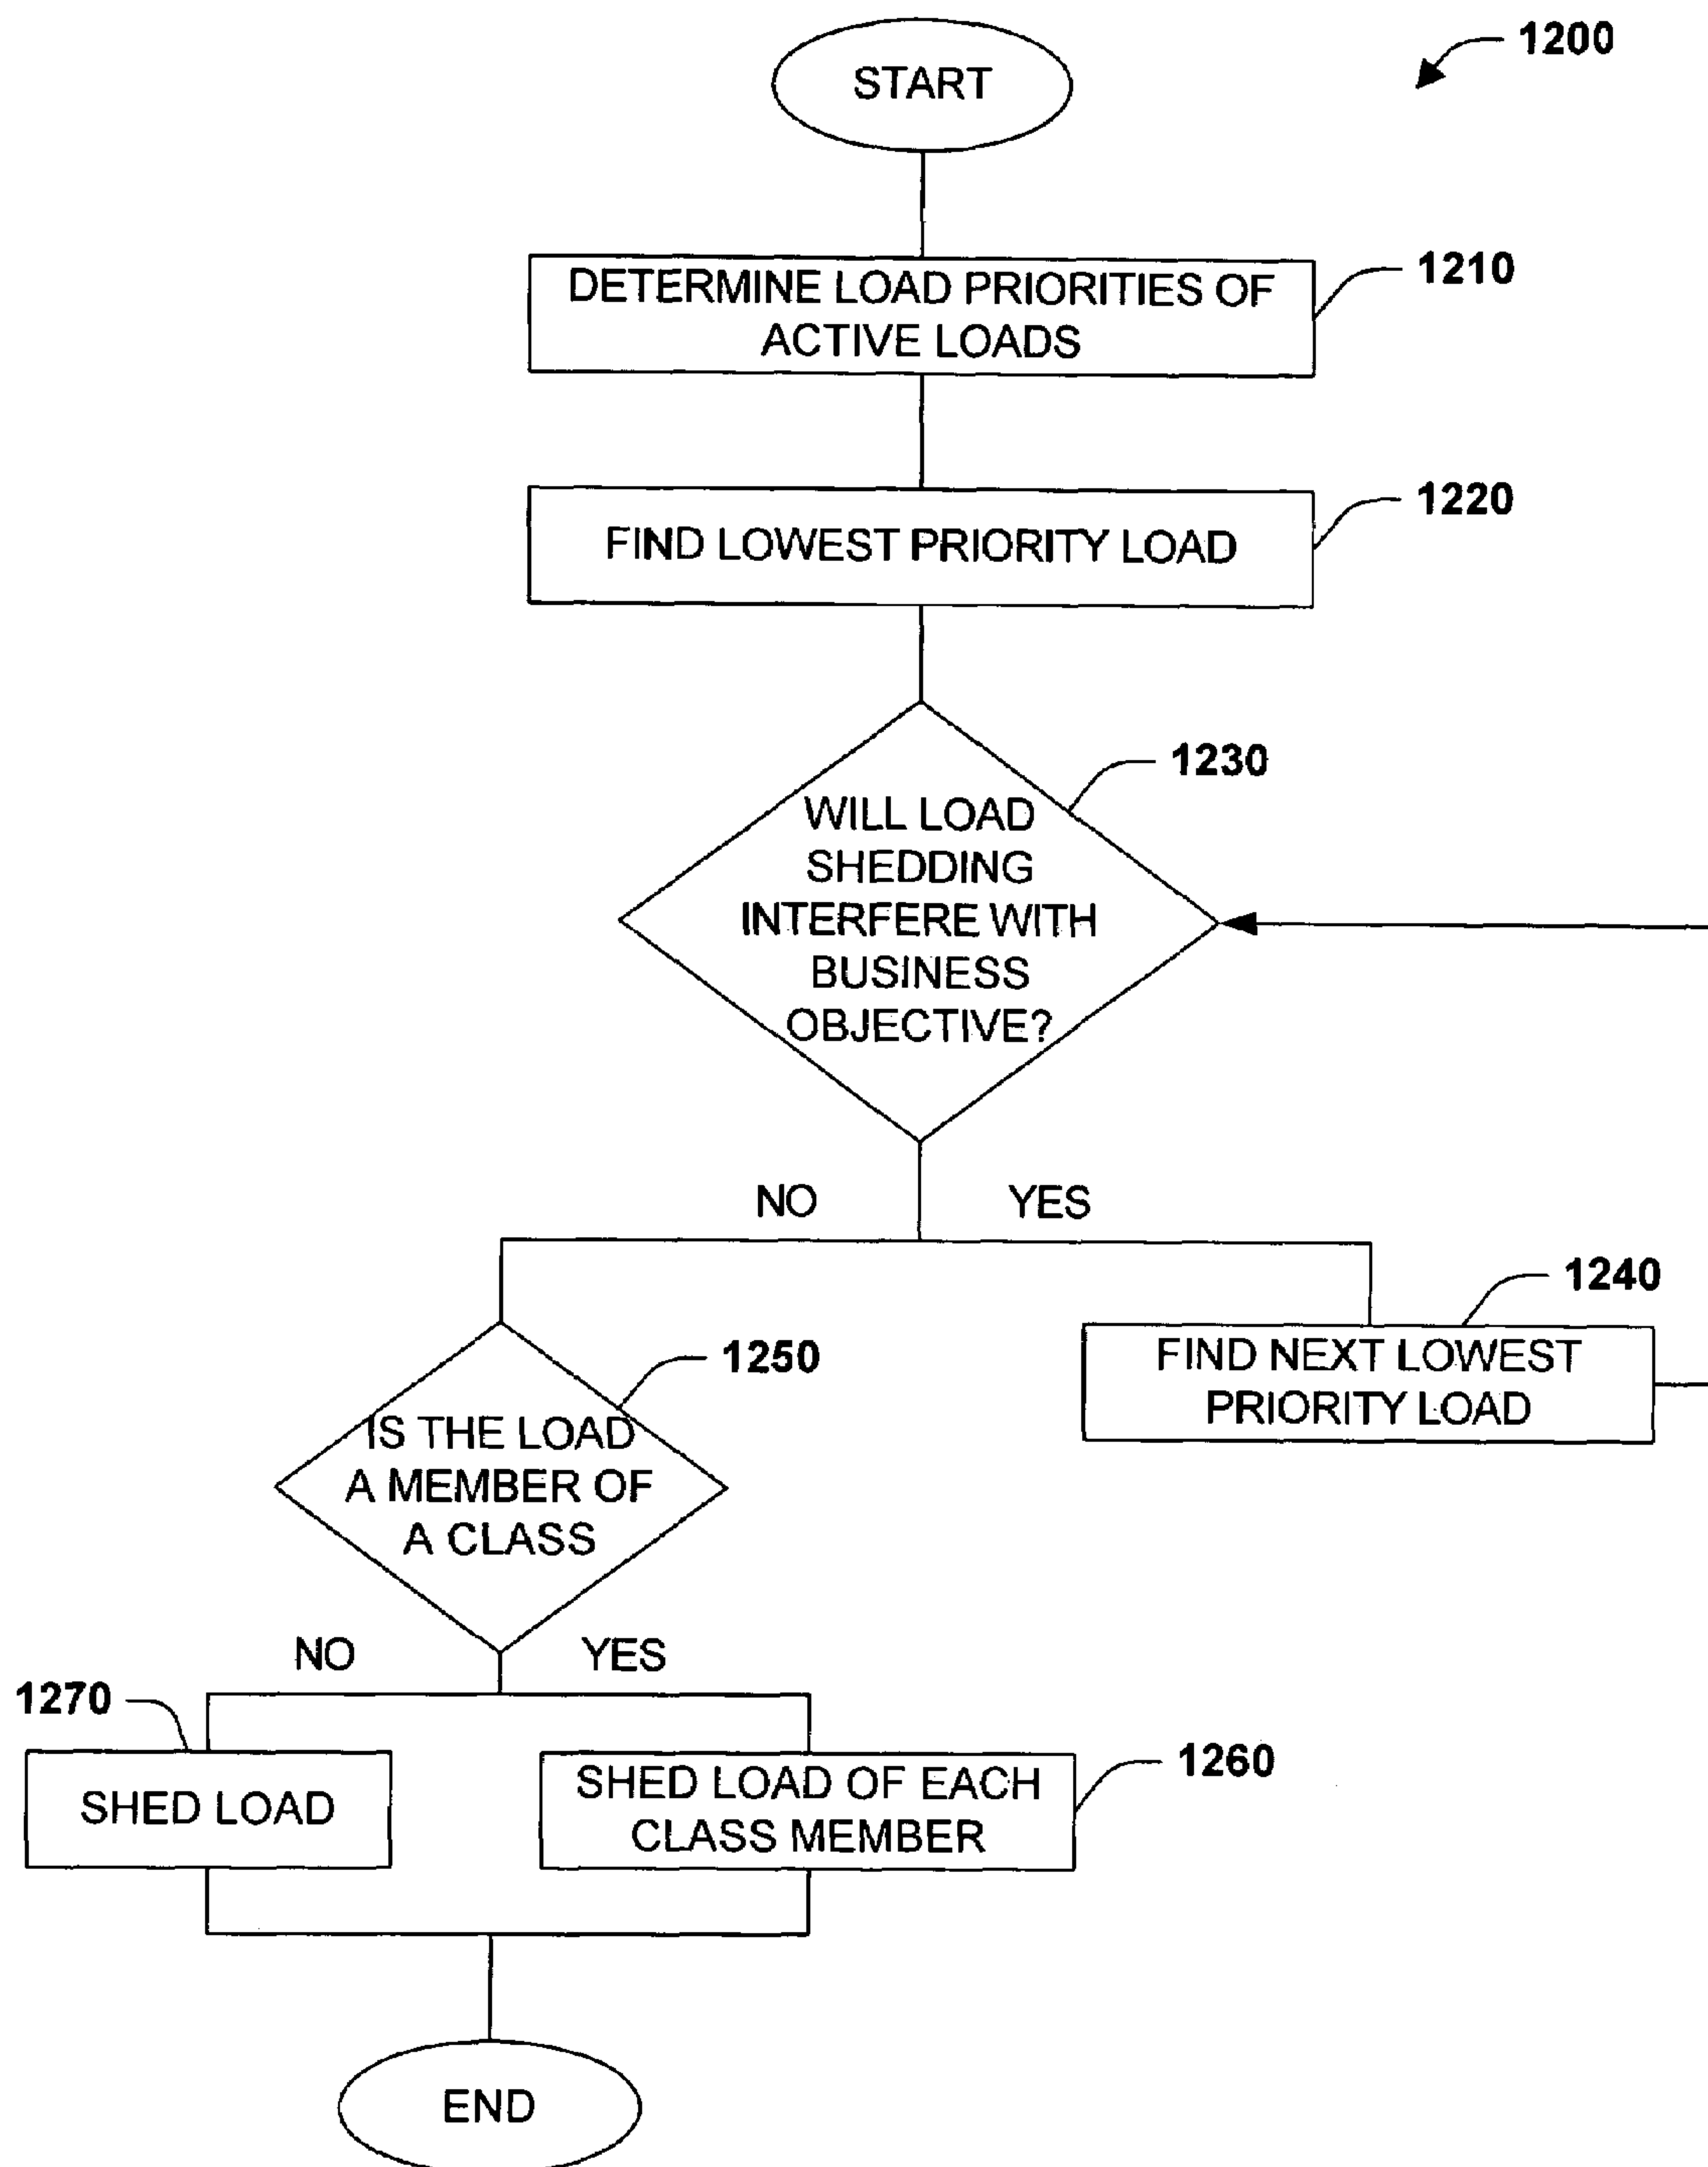 1200
START
1210
DETERMINE LOAD PRIORITIES OF
ACTIVE LOADS
1220
FIND LOWEST PRIORITY LOAD
1230
WILL LOAD
SHEDDING
INTERFERE WITH
BUSINESS
OBJECTIVE?
NO YES
1240
FIND NEXT LOWEST
PRIORITY LOAD
1250
IS THE LOAD
A MEMBER OF
A CLASS
NO YES
1270
SHED LOAD
1260
SHED LOAD OF EACH
CLASS MEMBER
END